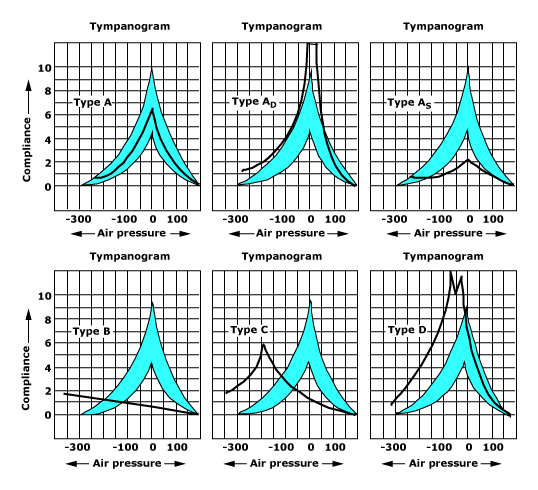 Tympanogram Tympanogram Tympanogram
10
8
6
4
2
0
Compliance
Type A
Type AD
Type AS
-300 -100 0 100 -300 -100 0 100 -300 -100 0 100
Air pressure Air pressure Air pressure
Tympanogram Tympanogram Tympanogram
10
8
6
4
2
0
Compliance
Type B
Type C
Type D
-300 -100 0 100 -300 -100 0 100 -300 -100 0 100
Air pressure Air pressure Air pressure